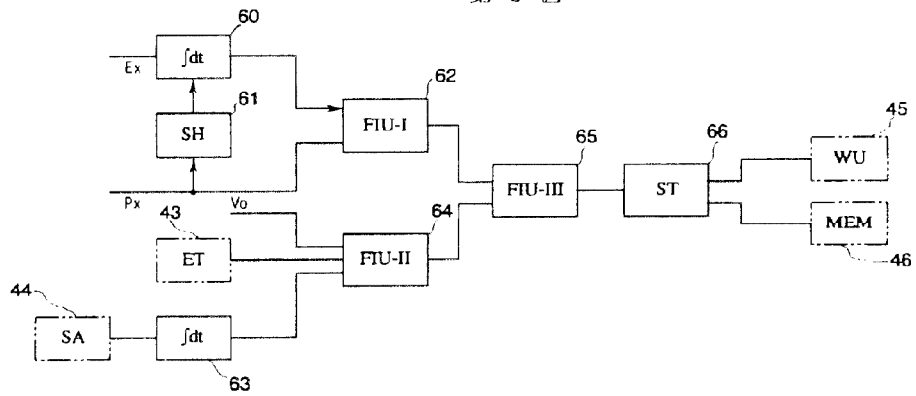 60
Ex
∫dt
61
SH
62
FIU-I
65
FIU-III
66
ST
45
WU
Px
Vo
43
ET
64
FIU-II
MEM
46
44
SA
∫dt
63